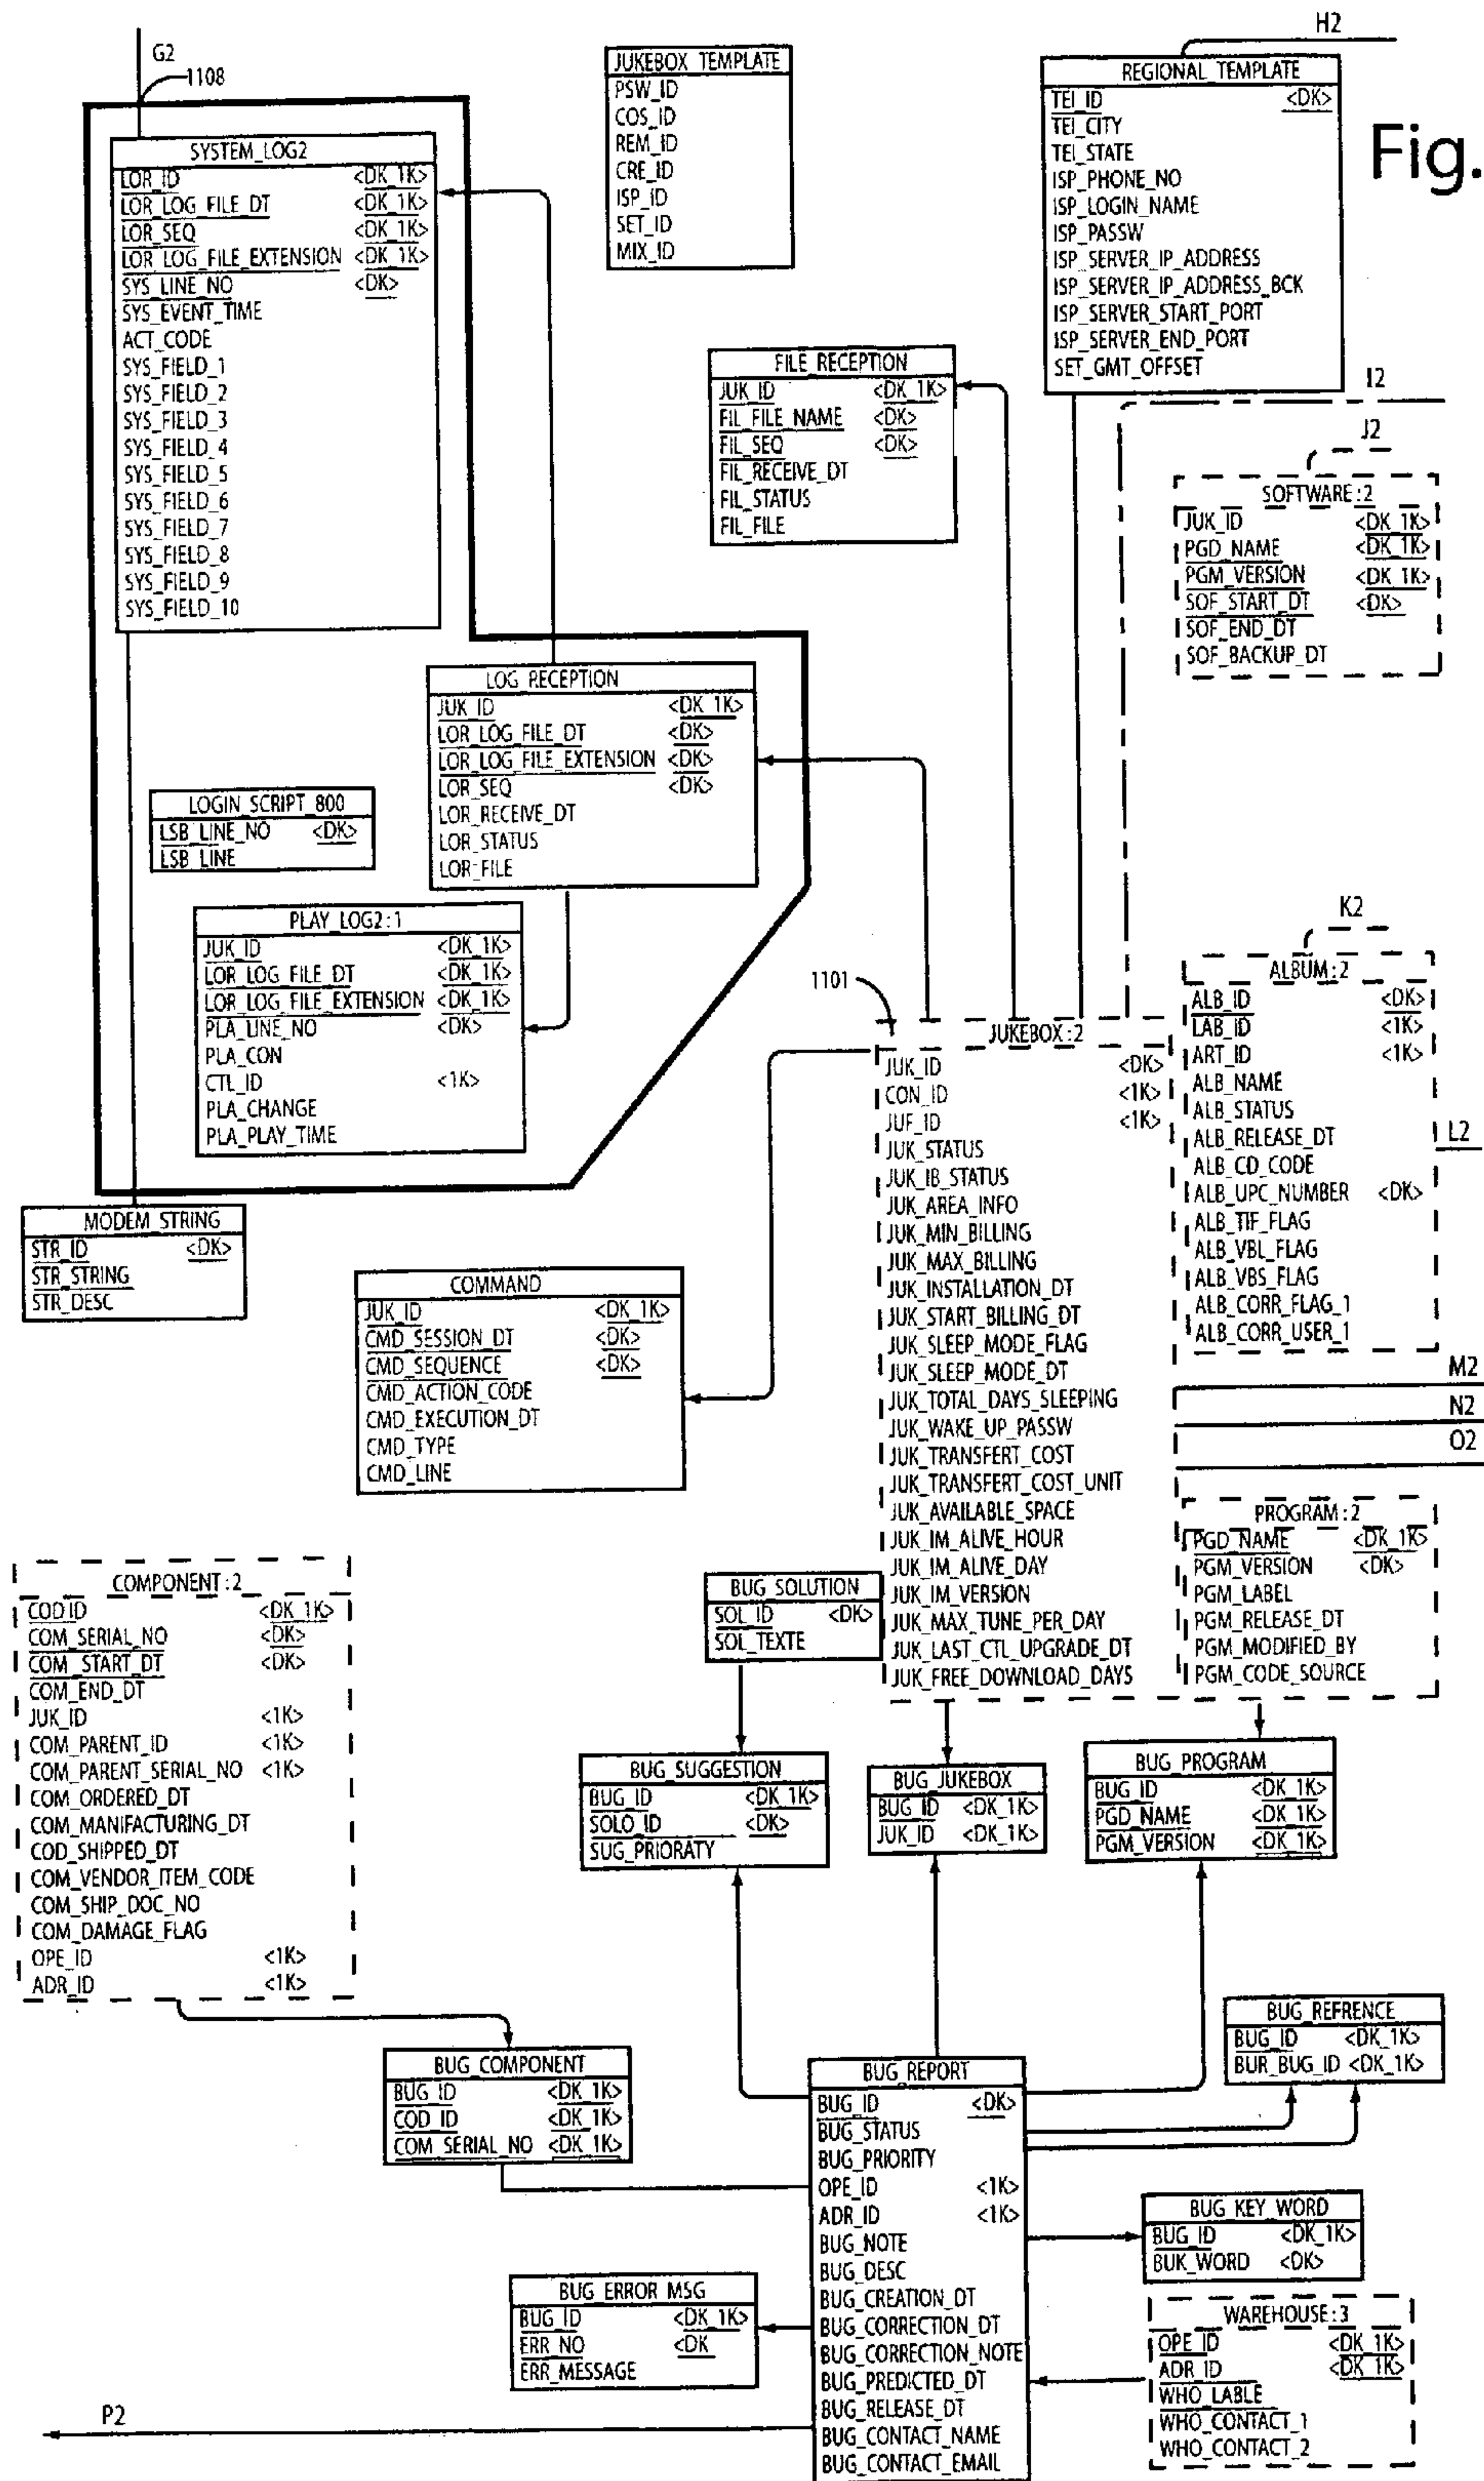 G2
1108
SYSTEM_LOG2
LOR_ID <DK_1K>
LOR_LOG_FILE_DT <DK_1K>
LOR_SEQ <DK_1K>
LOR_LOG_FILE_EXTENSION <DK_1K>
SYS_LINE_NO <DK>
SYS_EVENT_TIME
ACT_CODE
SYS_FIELD_1
SYS_FIELD_2
SYS_FIELD_3
SYS_FIELD_4
SYS_FIELD_5
SYS_FIELD_6
SYS_FIELD_7
SYS_FIELD_8
SYS_FIELD_9
SYS_FIELD_10
JUKEBOX_TEMPLATE
PSW_ID
COS_ID
REM_ID
CRE_ID
ISP_ID
SET_ID
MIX_ID
H2
REGIONAL_TEMPLATE
TEI_ID <DK>
TEI_CITY
TEI_STATE
ISP_PHONE_NO
ISP_LOGIN_NAME
ISP_PASSW
ISP_SERVER_IP_ADDRESS
ISP_SERVER_IP_ADDRESS_BCK
ISP_SERVER_START_PORT
ISP_SERVER_END_PORT
SET_GMT_OFFSET
Fig.
FILE_RECEPTION
JUK_ID <DK_1K>
FIL_FILE_NAME <DK>
FIL_SEQ <DK>
FIL_RECEIVE_DT
FIL_STATUS
FIL_FILE
I2
J2
SOFTWARE:2
JUK_ID <DK_1K>
PGD_NAME <DK_1K>
PGM_VERSION <DK_1K>
SOF_START_DT <DK>
SOF_END_DT
SOF_BACKUP_DT
LOG_RECEPTION
JUK_ID <DK_1K>
LOR_LOG_FILE_DT <DK>
LOR_LOG_FILE_EXTENSION <DK>
LOR_SEQ <DK>
LOR_RECEIVE_DT
LOR_STATUS
LOR_FILE
LOGIN_SCRIPT_800
LSB_LINE_NO <DK>
LSB_LINE
PLAY_LOG2:1
JUK_ID <DK_1K>
LOR_LOG_FILE_DT <DK_1K>
LOR_LOG_FILE_EXTENSION <DK_1K>
PLA_LINE_NO <DK>
PLA_CON
CTL_ID <1K>
PLA_CHANGE
PLA_PLAY_TIME
MODEM_STRING
STR_ID <DK>
STR_STRING
STR_DESC
1101
JUKEBOX:2
JUK_ID <DK>
CON_ID <1K>
JUF_ID <1K>
JUK_STATUS
JUK_IB_STATUS
JUK_AREA_INFO
JUK_MIN_BILLING
JUK_MAX_BILLING
JUK_INSTALLATION_DT
JUK_START_BILLING_DT
JUK_SLEEP_MODE_FLAG
JUK_SLEEP_MODE_DT
JUK_TOTAL_DAYS_SLEEPING
JUK_WAKE_UP_PASSW
JUK_TRANSFERT_COST
JUK_TRANSFERT_COST_UNIT
JUK_AVAILABLE_SPACE
JUK_IM_ALIVE_HOUR
JUK_IM_ALIVE_DAY
JUK_IM_VERSION
JUK_MAX_TUNE_PER_DAY
JUK_LAST_CTL_UPGRADE_DT
JUK_FREE_DOWNLOAD_DAYS
K2
ALBUM:2
ALB_ID <DK>
LAB_ID <1K>
ART_ID <1K>
ALB_NAME
ALB_STATUS
ALB_RELEASE_DT
ALB_CD_CODE
ALB_UPC_NUMBER <DK>
ALB_TIF_FLAG
ALB_VBL_FLAG
ALB_VBS_FLAG
ALB_CORR_FLAG_1
ALB_CORR_USER_1
L2
M2
N2
O2
COMMAND
JUK_ID <DK_1K>
CMD_SESSION_DT <DK>
CMD_SEQUENCE <DK>
CMD_ACTION_CODE
CMD_EXECUTION_DT
CMD_TYPE
CMD_LINE
PROGRAM:2
PGD_NAME <DK_1K>
PGM_VERSION <DK>
PGM_LABEL
PGM_RELEASE_DT
PGM_MODIFIED_BY
PGM_CODE_SOURCE
COMPONENT:2
COD ID <DK_1K>
COM_SERIAL_NO <DK>
COM_START_DT <DK>
COM_END_DT
JUK_ID <1K>
COM_PARENT_ID <1K>
COM_PARENT_SERIAL_NO <1K>
COM_ORDERED_DT
COM_MANIFACTURING_DT
COD_SHIPPED_DT
COM_VENDOR_ITEM_CODE
COM_SHIP_DOC_NO
COM_DAMAGE_FLAG
OPE_ID <1K>
ADR_ID <1K>
BUG_SOLUTION
SOL_ID <DK>
SOL_TEXTE
BUG_SUGGESTION
BUG_ID <DK_1K>
SOLO_ID <DK>
SUG_PRIORATY
BUG_JUKEBOX
BUG_ID <DK_1K>
JUK_ID <DK_1K>
BUG_PROGRAM
BUG_ID <DK_1K>
PGD_NAME <DK_1K>
PGM_VERSION <DK_1K>
BUG_REFRENCE
BUG_ID <DK_1K>
BUR_BUG_ID <DK_1K>
BUG_COMPONENT
BUG_ID <DK_1K>
COD_ID <DK_1K>
COM_SERIAL_NO <DK_1K>
BUG_REPORT
BUG_ID <DK>
BUG_STATUS
BUG_PRIORITY
OPE_ID <1K>
ADR_ID <1K>
BUG_NOTE
BUG_DESC
BUG_CREATION_DT
BUG_CORRECTION_DT
BUG_CORRECTION_NOTE
BUG_PREDICTED_DT
BUG_RELEASE_DT
BUG_CONTACT_NAME
BUG_CONTACT_EMAIL
BUG_KEY_WORD
BUG_ID <DK_1K>
BUK_WORD <DK>
BUG_ERROR_MSG
BUG_ID <DK_1K>
ERR_NO <DK
ERR_MESSAGE
WAREHOUSE:3
OPE_ID <DK_1K>
ADR_ID <DK_1K>
WHO_LABLE
WHO_CONTACT_1
WHO_CONTACT_2
P2